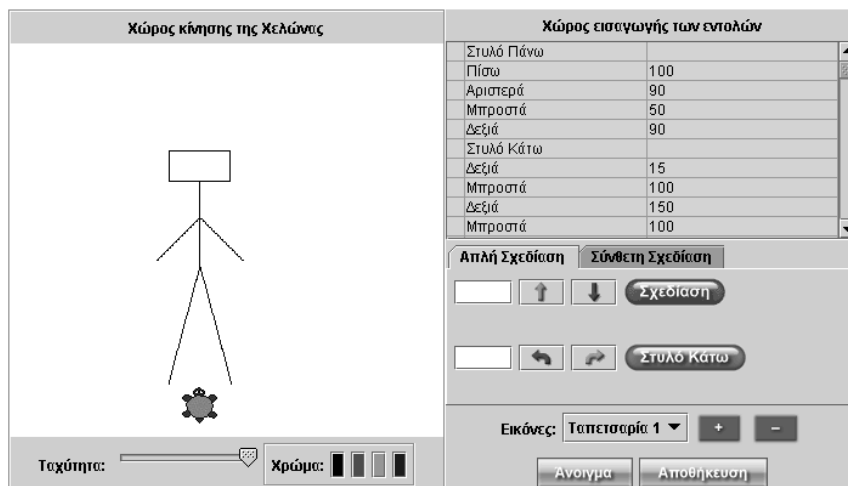 Χώρος κίνησης της Χελώνας
Χώρος εισαγωγής των εντολών
Στυλό Πάνω
Πίσω 100
Αριστερά 90
Μπροστά 50
Δεξιά 90
Στυλό Κάτω
Δεξιά 15
Μπροστά 100
Δεξιά 150
Μπροστά 100
Απλή Σχεδίαση Σύνθετη Σχεδίαση
Σχεδίαση
Στυλό Κάτω
Εικόνες: Ταπετσαρία 1 + -
Ταχύτητα: Χρώμα:
Άνοιγμα Αποθήκευση